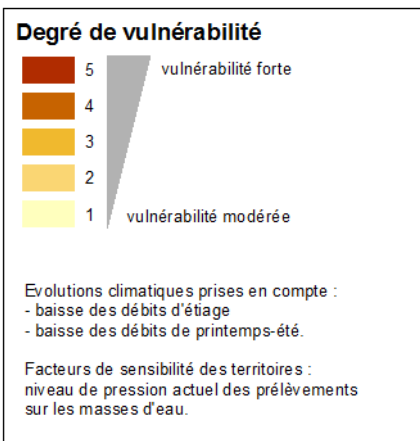 Degré de vulnérabilité
5 vulnérabilité forte
4
3
2
1 vulnérabilité modérée
Evolutions climatiques prises en compte :
- baisse des débits d'étiage
- baisse des débits de printemps-été.
Facteurs de sensibilité des territoires :
niveau de pression actuel des prélèvements
sur les masses d'eau.